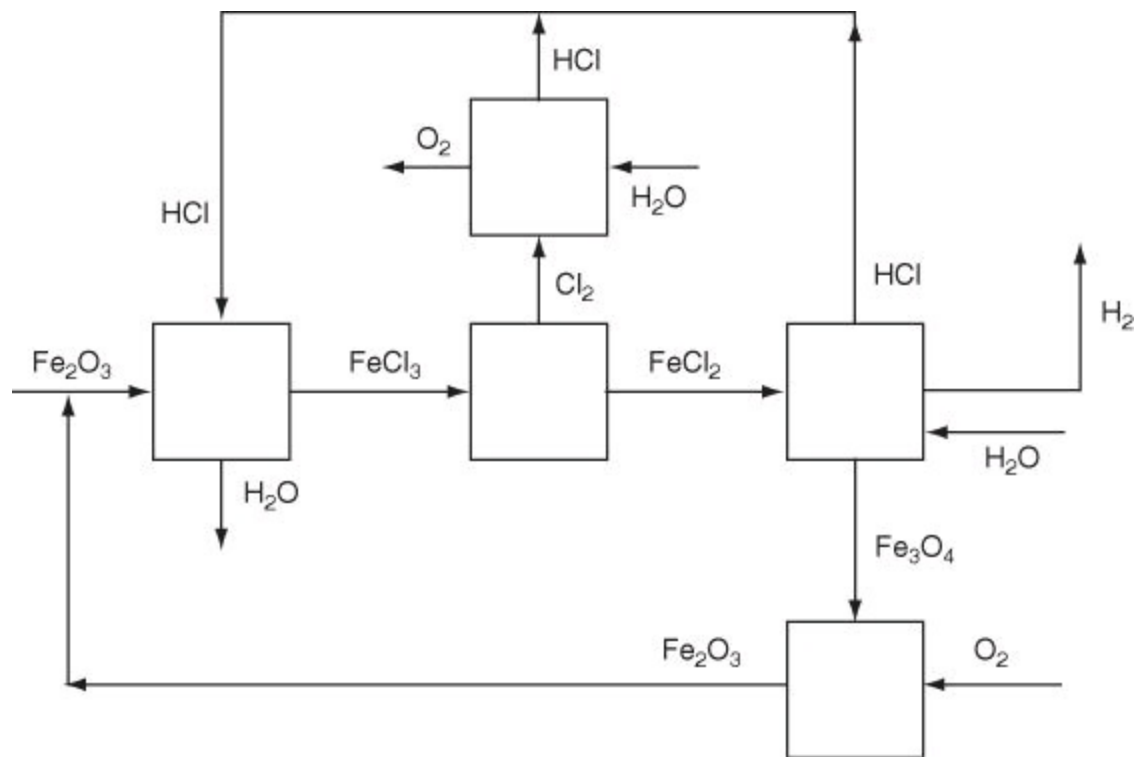 HCl
O₂
H₂O
HCl
Cl₂
HCl
H₂
Fe₂O₃
FeCl₃
FeCl₂
H₂O
H₂O
Fe₃O₄
Fe₂O₃
O₂